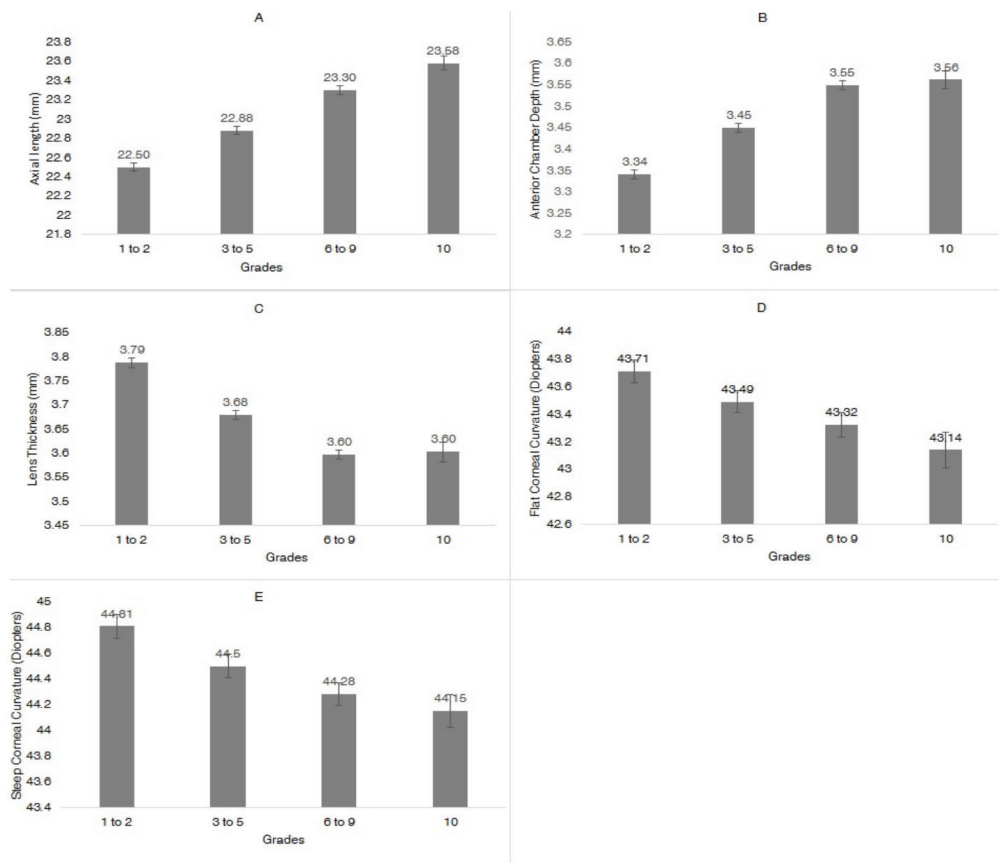 A
Axial length (mm)
23.8
23.6
23.4
23.2
23
22.8
22.6
22.4
22.2
22
21.8
22.50
22.88
23.30
23.58
1 to 2
3 to 5
6 to 9
10
Grades
B
Anterior Chamber Depth (mm)
3.65
3.6
3.55
3.5
3.45
3.4
3.35
3.3
3.25
3.2
3.34
3.45
3.55
3.56
1 to 2
3 to 5
6 to 9
10
Grades
C
Lens Thickness (mm)
3.85
3.8
3.75
3.7
3.65
3.6
3.55
3.5
3.45
3.79
3.68
3.60
3.60
1 to 2
3 to 5
6 to 9
10
Grades
D
Flat Corneal Curvature (Diopters)
44
43.8
43.6
43.4
43.2
43
42.8
42.6
43.71
43.49
43.32
43.14
1 to 2
3 to 5
6 to 9
10
Grades
E
Steep Corneal Curvature (Diopters)
45
44.8
44.6
44.4
44.2
44
43.8
43.6
43.4
44.81
44.5
44.28
44.15
1 to 2
3 to 5
6 to 9
10
Grades